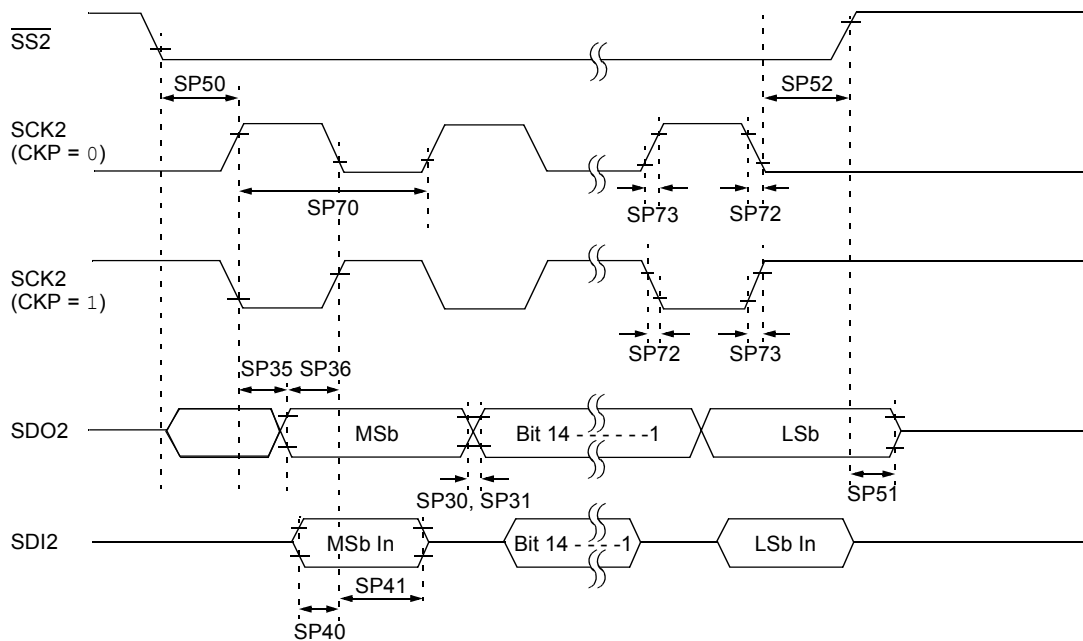 SS2
SP50
SP52
SCK2
(CKP = 0)
SP70
SP73
SP72
SCK2
(CKP = 1)
SP72
SP73
SP35
SP36
SDO2
MSb
Bit 14 - - - - - -1
LSb
SP30, SP31
SP51
SDI2
MSb In
Bit 14 - - - -1
LSb In
SP41
SP40